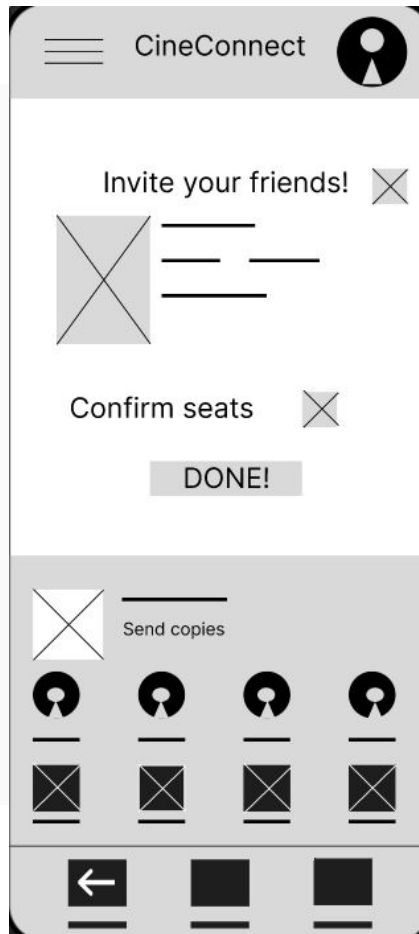 CineConnect
Invite your friends!
Confirm seats
DONE!
Send copies